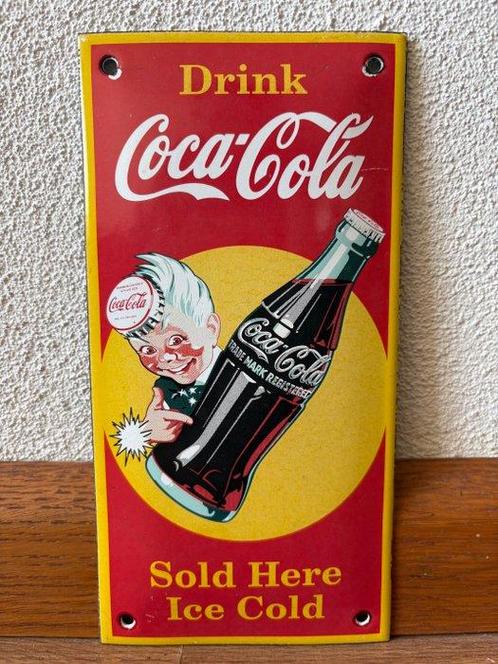 Drink
Coca-Cola
Coca-Cola
Coca-Cola
TRADE MARK REGISTERED
Sold Here
Ice Cold